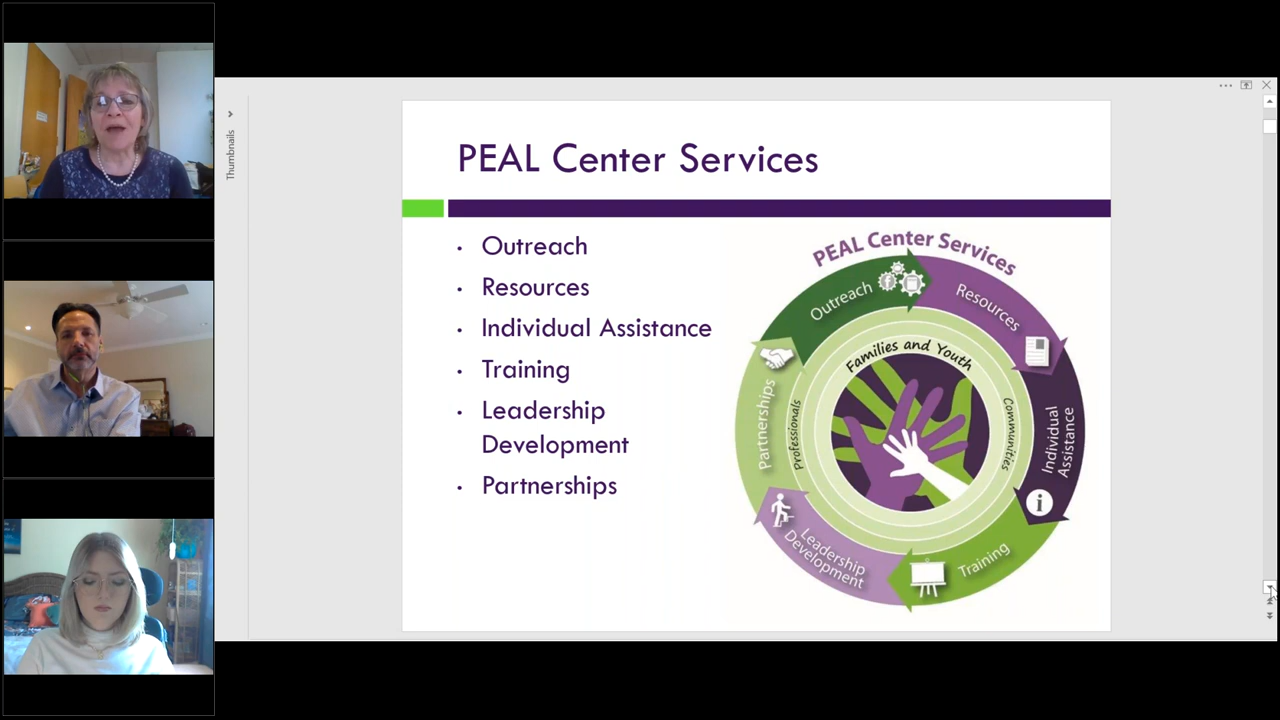 Thumbnails
PEAL Center Services
• Outreach
• Resources
• Individual Assistance
• Training
• Leadership
Development
• Partnerships
PEAL Center Services
Outreach
Resources
Individual
Assistance
Training
Leadership
Development
Partnerships
Families and Youth
Professionals
Communities